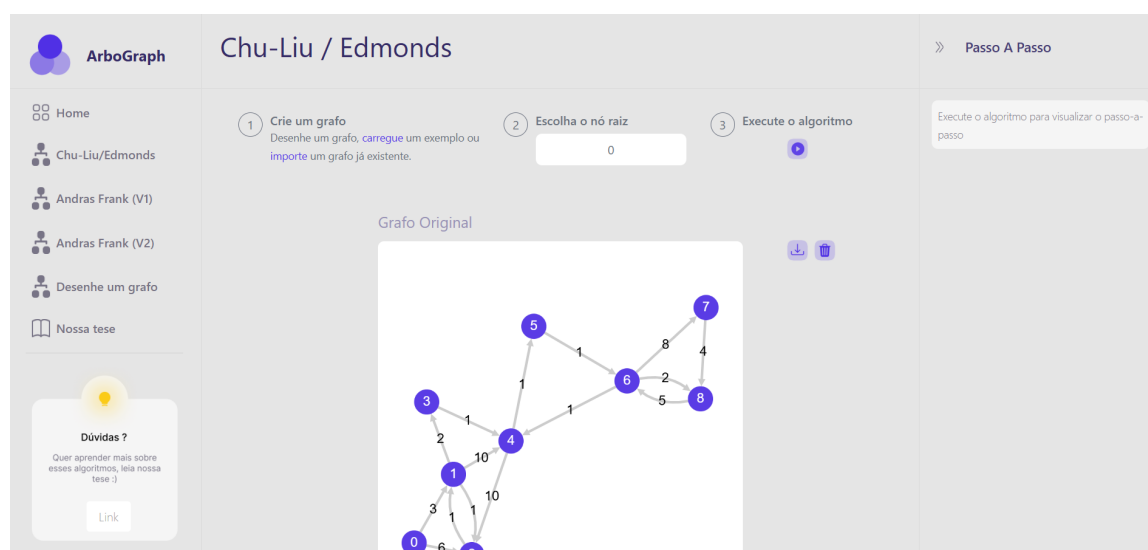 ArboGraph
Home
Chu-Liu/Edmonds
Andras Frank (V1)
Andras Frank (V2)
Desenhe um grafo
Nossa tese
Dúvidas ?
Quer aprender mais sobre
esses algoritmos, leia nossa
tese :)
Link
Chu-Liu / Edmonds
1
Crie um grafo
Desenhe um grafo, carregue um exemplo ou
importe um grafo já existente.
2
Escolha o nó raiz
0
3
Execute o algoritmo
Grafo Original
7
5
8
1
4
6
2
5
8
1
1
3
1
2
4
10
1
10
3
1
1
0
6
Passo A Passo
Execute o algoritmo para visualizar o passo-a-
passo